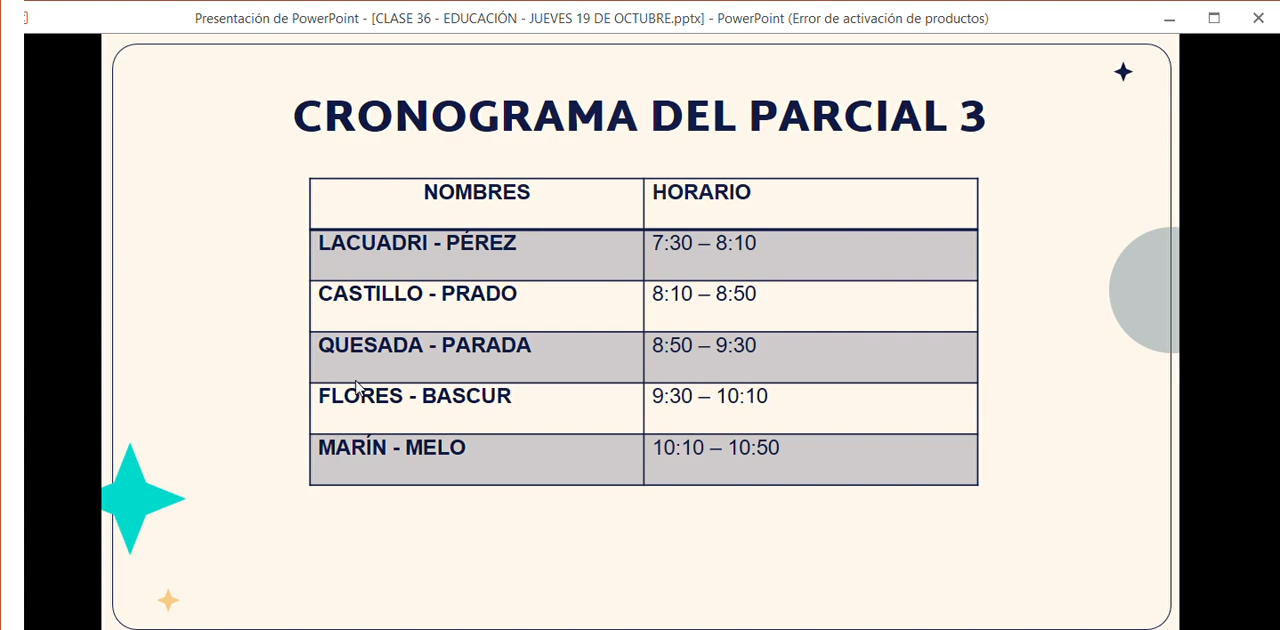 Presentación de PowerPoint - [CLASE 36 - EDUCACIÓN - JUEVES 19 DE OCTUBRE.pptx] - PowerPoint (Error de activación de productos)
CRONOGRAMA DEL PARCIAL 3
NOMBRES HORARIO
LACUADRI - PÉREZ 7:30 – 8:10
CASTILLO - PRADO 8:10 – 8:50
QUESADA - PARADA 8:50 – 9:30
FLORES - BASCUR 9:30 – 10:10
MARÍN - MELO 10:10 – 10:50